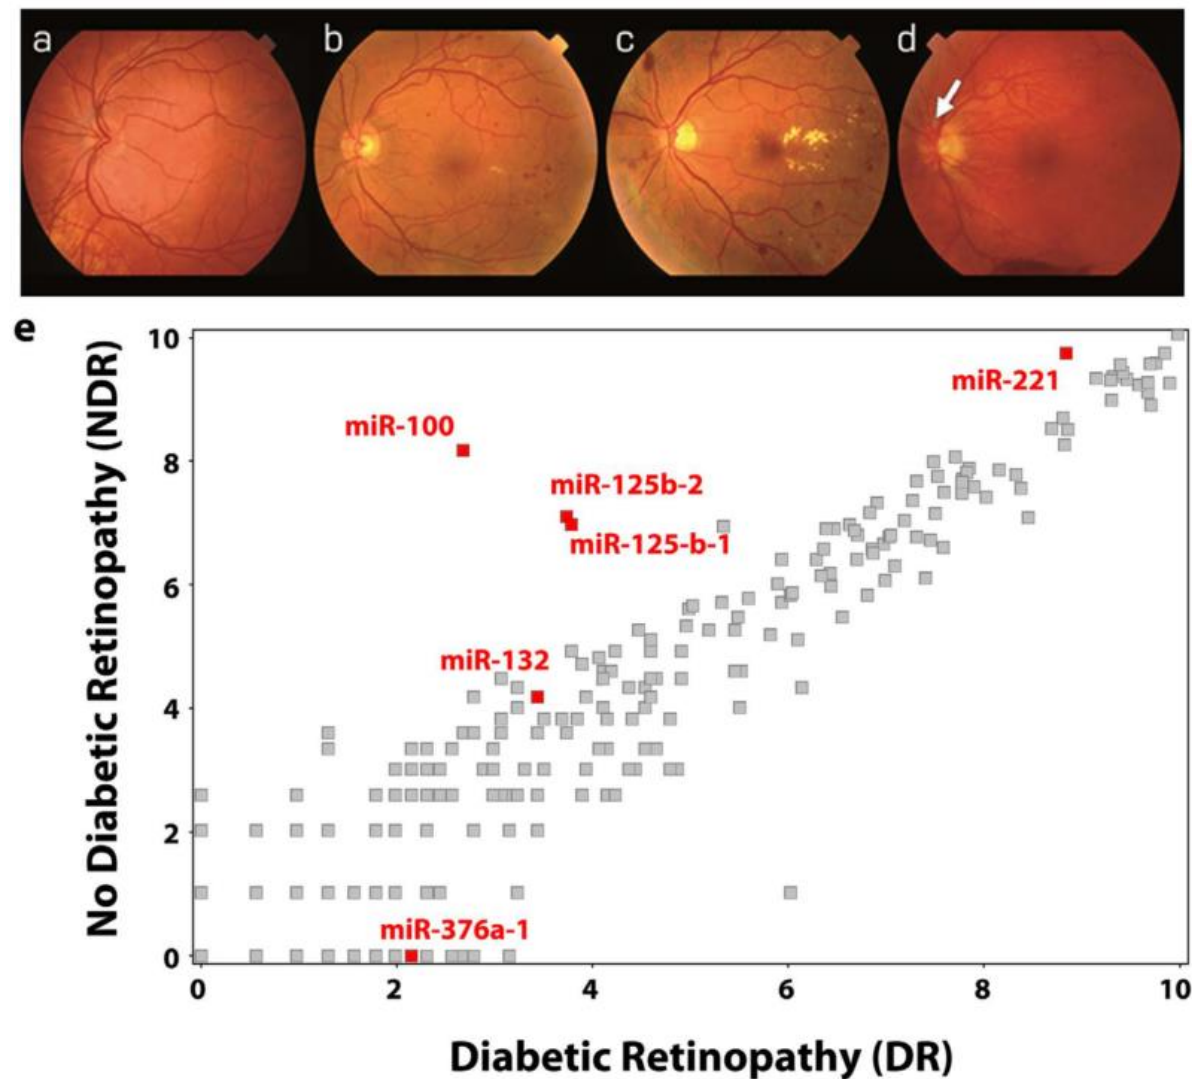 a
b
c
d
e
No Diabetic Retinopathy (NDR)
10
8
6
4
2
0
miR-221
miR-100
miR-125b-2
miR-125-b-1
miR-132
miR-376a-1
0
2
4
6
8
10
Diabetic Retinopathy (DR)